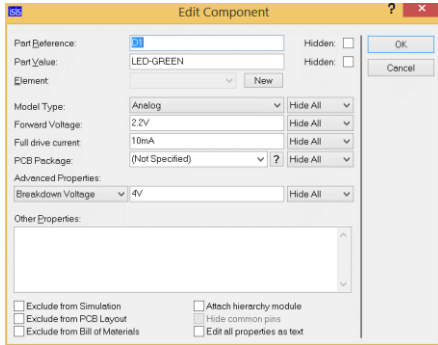 ISIS Edit Component ? ×
Part Reference: D1 Hidden:
Part Value: LED-GREEN Hidden:
Element: New
OK
Cancel
Model Type: Analog Hide All
Forward Voltage: 2.2V Hide All
Full drive current: 10mA Hide All
PCB Package: (Not Specified) ? Hide All
Advanced Properties:
Breakdown Voltage 4V Hide All
Other Properties:
Exclude from Simulation Attach hierarchy module
Exclude from PCB Layout Hide common pins
Exclude from Bill of Materials Edit all properties as text